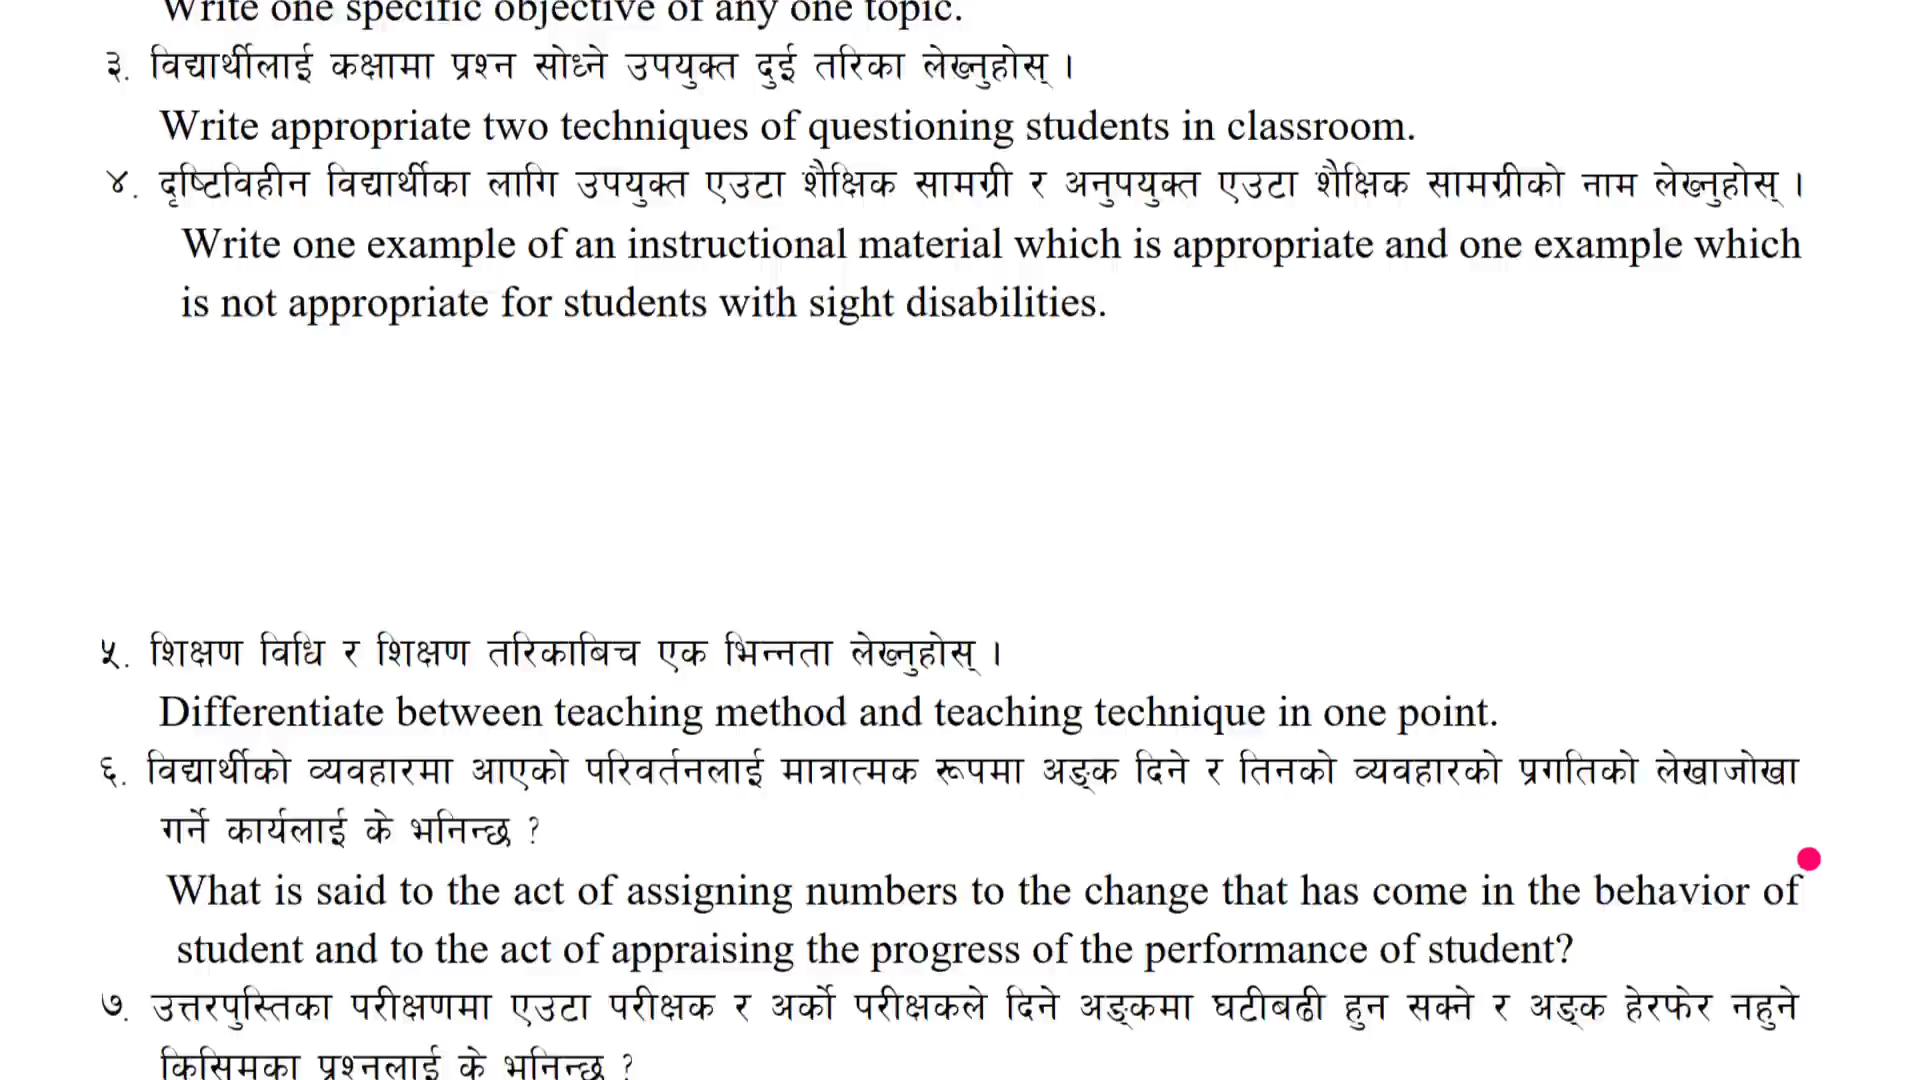 Write one specific objective of any one topic.
३. विद्यार्थीलाई कक्षामा प्रश्न सोध्ने उपयुक्त दुई तरिका लेख्नुहोस् ।
Write appropriate two techniques of questioning students in classroom.
४. दृष्टिविहीन विद्यार्थीका लागि उपयुक्त एउटा शैक्षिक सामग्री र अनुपयुक्त एउटा शैक्षिक सामग्रीको नाम लेख्नुहोस् ।
Write one example of an instructional material which is appropriate and one example which
is not appropriate for students with sight disabilities.
५. शिक्षण विधि र शिक्षण तरिकाबिच एक भिन्नता लेख्नुहोस् ।
Differentiate between teaching method and teaching technique in one point.
६. विद्यार्थीको व्यवहारमा आएको परिवर्तनलाई मात्रात्मक रूपमा अङ्क दिने र तिनको व्यवहारको प्रगतिको लेखाजोखा
गर्ने कार्यलाई के भनिन्छ ?
What is said to the act of assigning numbers to the change that has come in the behavior of
student and to the act of appraising the progress of the performance of student?
७. उत्तरपुस्तिका परीक्षणमा एउटा परीक्षक र अर्को परीक्षकले दिने अङ्कमा घटीबढी हुन सक्ने र अङ्क हेरफेर नहुने
किसिमका प्रश्नलाई के भनिन्छ ?